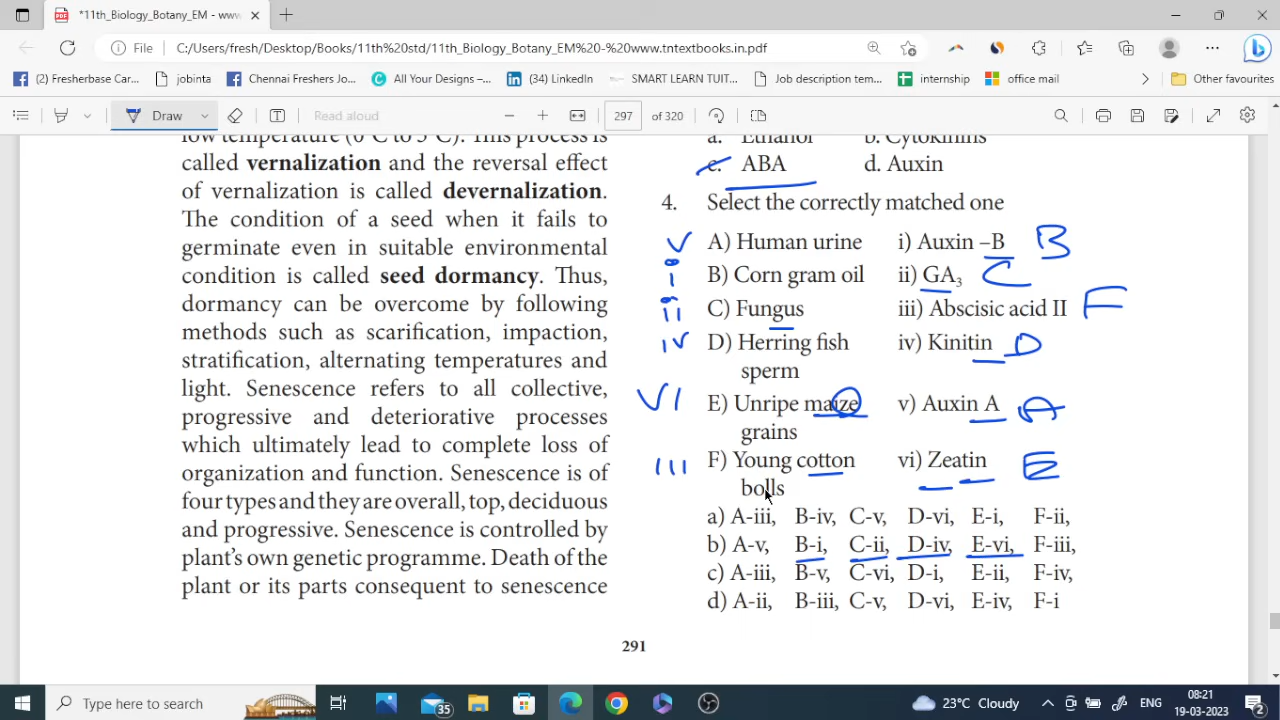 *11th_Biology_Botany_EM - www
File C:/Users/fresh/Desktop/Books/11th%20std/11th_Biology_Botany_EM%20-%20www.tntextbooks.in.pdf
(2) Fresherbase Car... jobinta Chennai Freshers Jo... All Your Designs –... (34) LinkedIn SMART LEARN TUIT... Job description tem... internship office mail Other favourites
Draw Read aloud 297 of 320
low temperature (0°C to 5°C). This process is
called vernalization and the reversal effect
of vernalization is called devernalization.
The condition of a seed when it fails to
germinate even in suitable environmental
condition is called seed dormancy. Thus,
dormancy can be overcome by following
methods such as scarification, impaction,
stratification, alternating temperatures and
light. Senescence refers to all collective,
progressive and deteriorative processes
which ultimately lead to complete loss of
organization and function. Senescence is of
four types and they are overall, top, deciduous
and progressive. Senescence is controlled by
plant's own genetic programme. Death of the
plant or its parts consequent to senescence
a. Ethanol b. Cytokinins
c. ABA d. Auxin
4. Select the correctly matched one
v A) Human urine i) Auxin –B B
i B) Corn gram oil ii) GA3 C
ii C) Fungus iii) Abscisic acid II F
iv D) Herring fish iv) Kinitin D
sperm
VI E) Unripe maize v) Auxin A A
grains
III F) Young cotton vi) Zeatin E
bolls
a) A-iii, B-iv, C-v, D-vi, E-i, F-ii,
b) A-v, B-i, C-ii, D-iv, E-vi, F-iii,
c) A-iii, B-v, C-vi, D-i, E-ii, F-iv,
d) A-ii, B-iii, C-v, D-vi, E-iv, F-i
291
Type here to search 35 23°C Cloudy ENG 08:21
19-03-2023 2